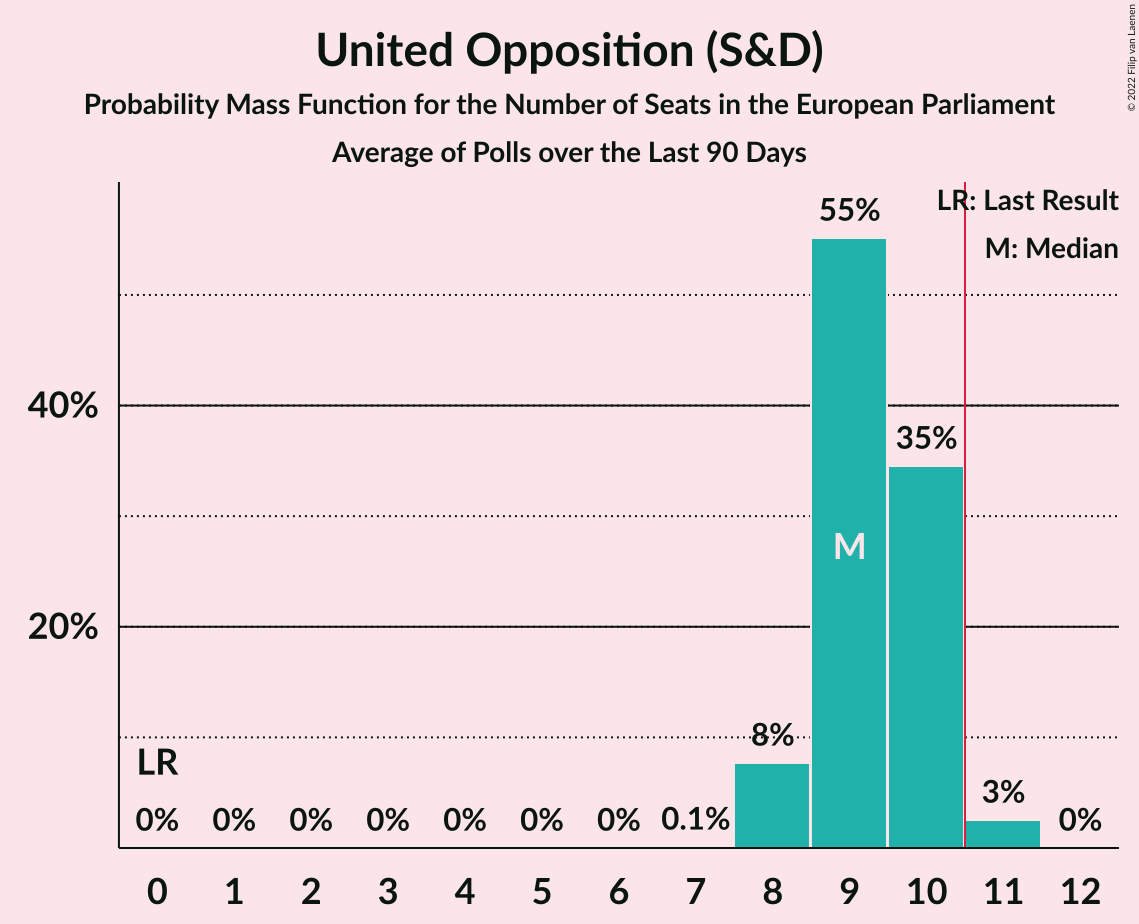 United Opposition (S&D)
Probability Mass Function for the Number of Seats in the European Parliament
Average of Polls over the Last 90 Days
© 2022 Filip van Laenen
LR: Last Result
M: Median
55%
40%
35%
M
20%
8%
LR
3%
0% 0% 0% 0% 0% 0% 0% 0.1% 0%
0 1 2 3 4 5 6 7 8 9 10 11 12